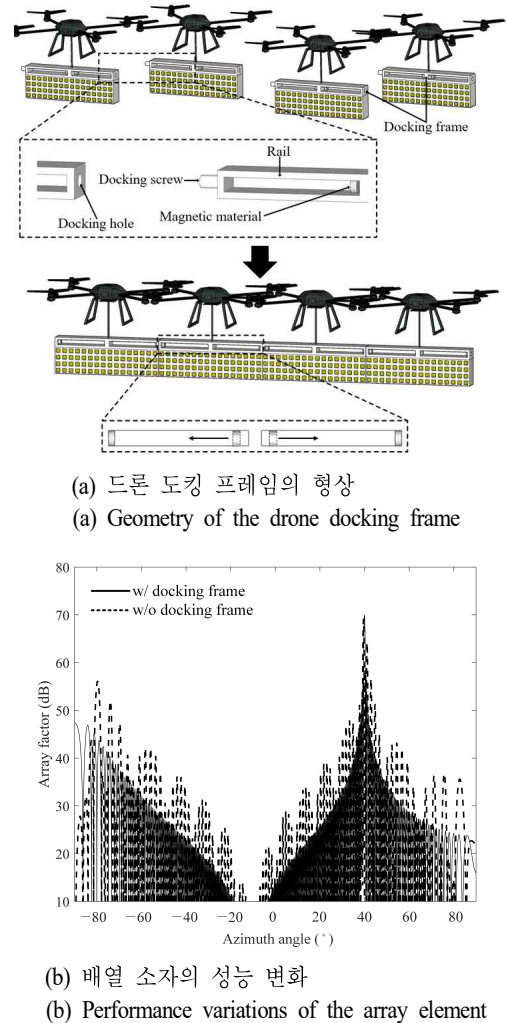 Docking frame
Rail
Docking screw
Magnetic material
Docking hole
(a) 드론 도킹 프레임의 형상
(a) Geometry of the drone docking frame
80
70
60
50
40
30
20
10
Array factor (dB)
w/ docking frame
w/o docking frame
−80 −60 −40 −20 0 20 40 60 80
Azimuth angle (°)
(b) 배열 소자의 성능 변화
(b) Performance variations of the array element